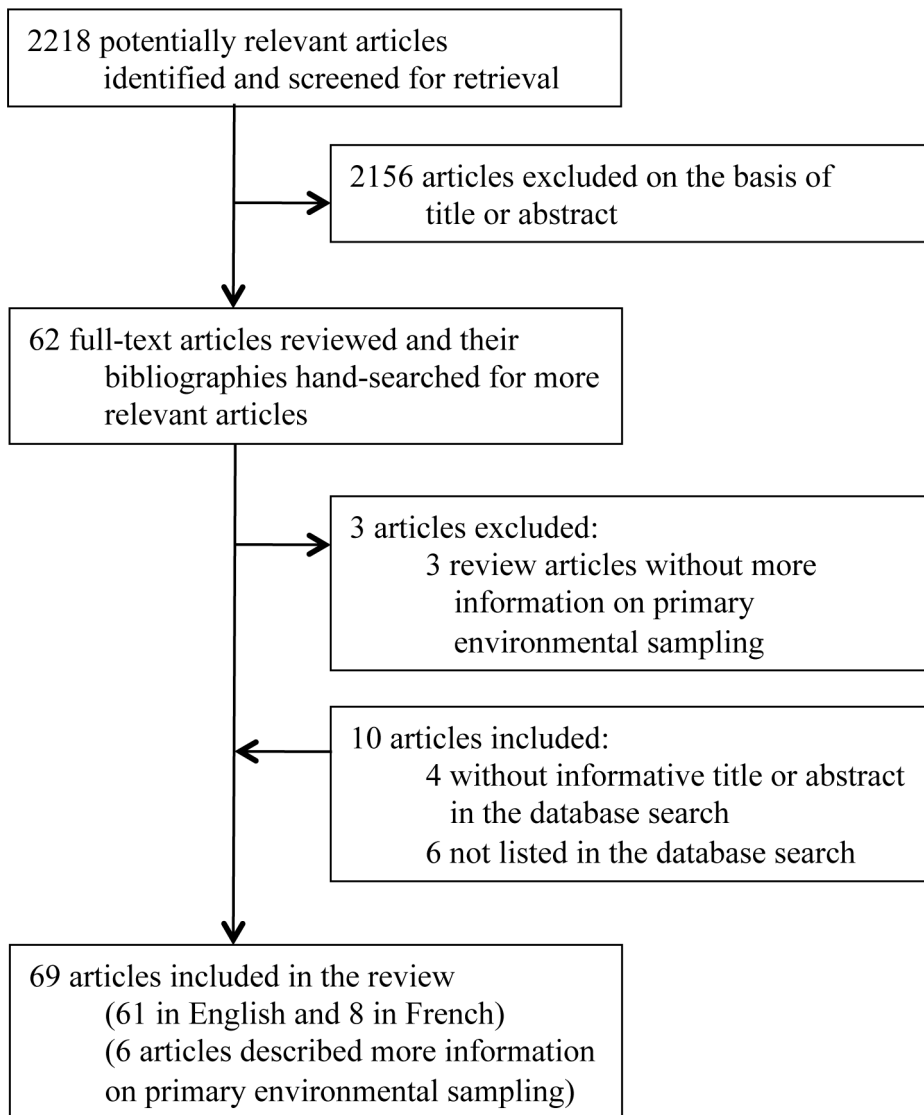 2218 potentially relevant articles
identified and screened for retrieval
2156 articles excluded on the basis of
title or abstract
62 full-text articles reviewed and their
bibliographies hand-searched for more
relevant articles
3 articles excluded:
3 review articles without more
information on primary
environmental sampling
10 articles included:
4 without informative title or abstract
in the database search
6 not listed in the database search
69 articles included in the review
(61 in English and 8 in French)
(6 articles described more information
on primary environmental sampling)